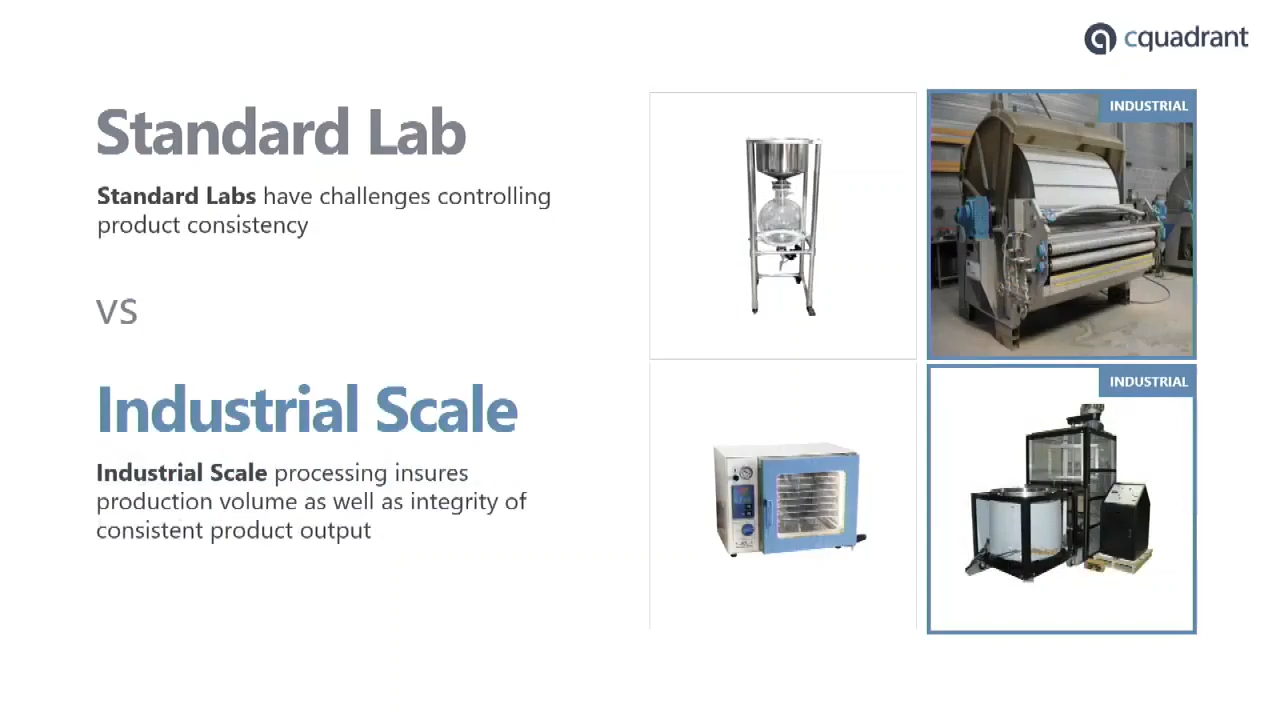 cquadrant
Standard Lab
Standard Labs have challenges controlling
product consistency
vs
Industrial Scale
Industrial Scale processing insures
production volume as well as integrity of
consistent product output
INDUSTRIAL
INDUSTRIAL